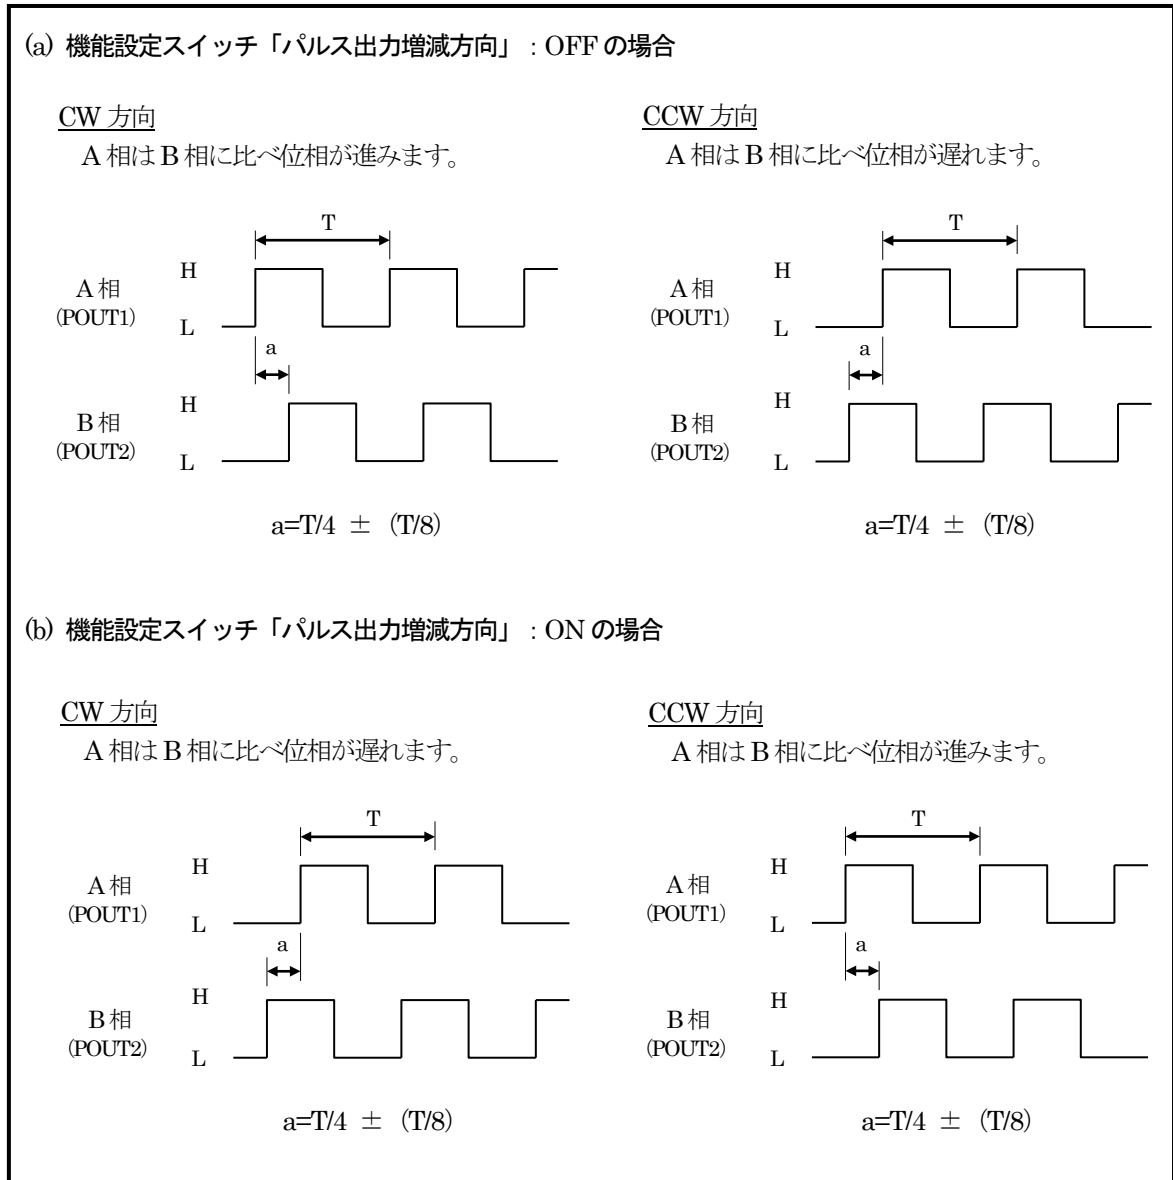 (a) 機能設定スイッチ「パルス出力増減方向」：OFF の場合
CW 方向
A 相は B 相に比べ位相が進みます。
T
A 相
(POUT1)
H
L
a
B 相
(POUT2)
H
L
a=T/4 ± (T/8)
CCW 方向
A 相は B 相に比べ位相が遅れます。
T
A 相
(POUT1)
H
L
a
B 相
(POUT2)
H
L
a=T/4 ± (T/8)
(b) 機能設定スイッチ「パルス出力増減方向」：ON の場合
CW 方向
A 相は B 相に比べ位相が遅れます。
T
A 相
(POUT1)
H
L
a
B 相
(POUT2)
H
L
a=T/4 ± (T/8)
CCW 方向
A 相は B 相に比べ位相が進みます。
T
A 相
(POUT1)
H
L
a
B 相
(POUT2)
H
L
a=T/4 ± (T/8)